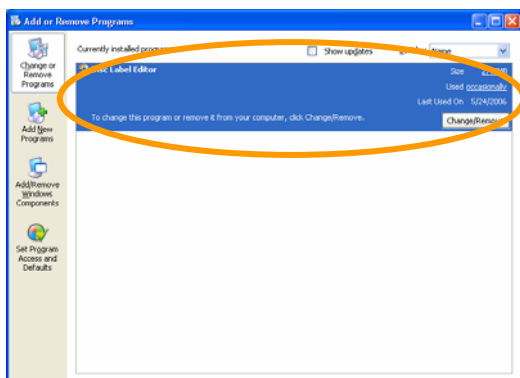 Add or Remove Programs
Change or
Remove
Programs
Currently installed
Show updates
Name
Disc Label Editor
Size
Used occasionally
Last Used On 5/24/2006
To change this program or remove it from your computer, click Change/Remove.
Change/Remove
Add New
Programs
Add/Remove
Windows
Components
Set Program
Access and
Defaults